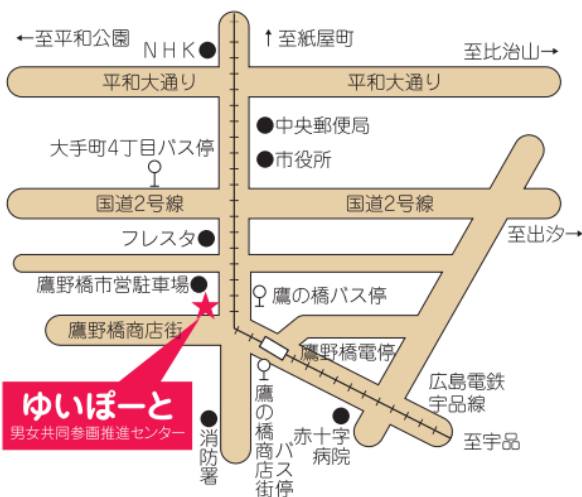 ←至平和公園
NHK
↑至紙屋町
至比治山→
平和大通り
平和大通り
中央郵便局
大手町4丁目バス停
市役所
国道2号線
国道2号線
フレスタ
至出汐→
鷹野橋市営駐車場
鷹の橋バス停
鷹野橋商店街
鷹野橋電停
広島電鉄
宇品線
ゆいぽーと
男女共同参画推進センター
消防署
鷹の橋商店街
バス停
赤十字
病院
至宇品